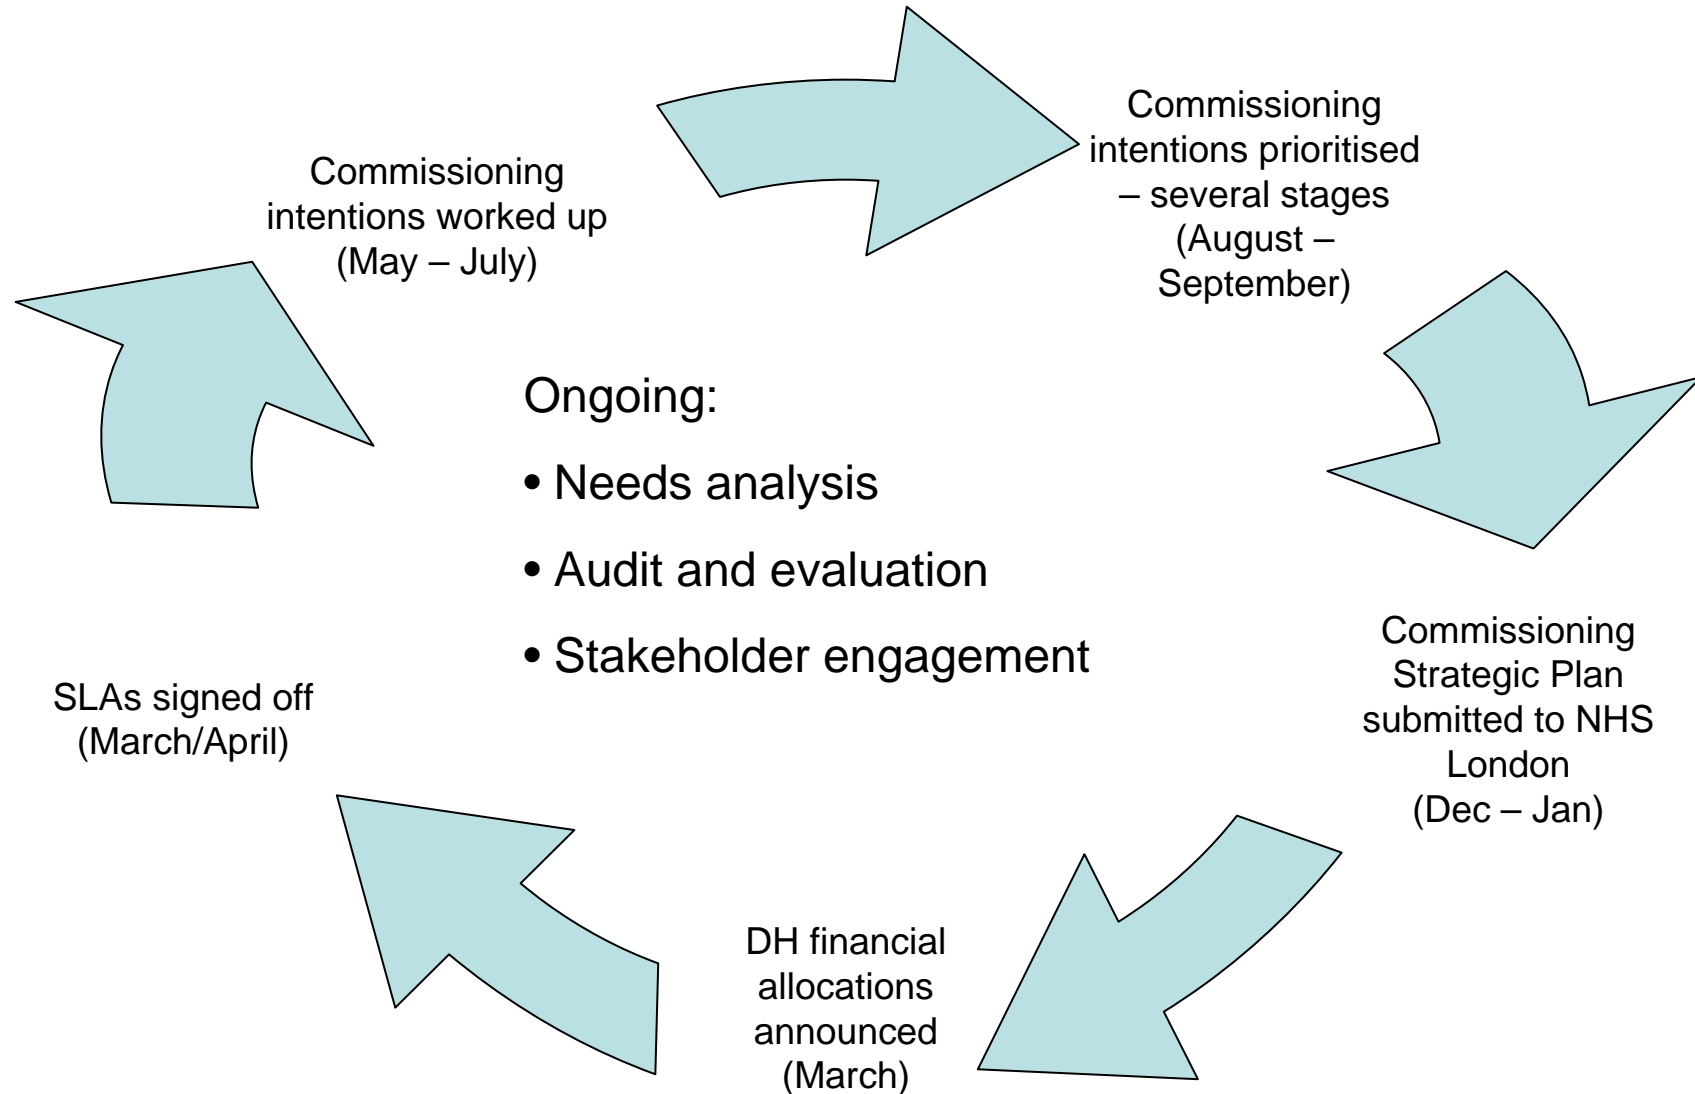 Commissioning
intentions worked up
(May – July)
Commissioning
intentions prioritised
– several stages
(August –
September)
Ongoing:
• Needs analysis
• Audit and evaluation
• Stakeholder engagement
Commissioning
Strategic Plan
submitted to NHS
London
(Dec – Jan)
DH financial
allocations
announced
(March)
SLAs signed off
(March/April)